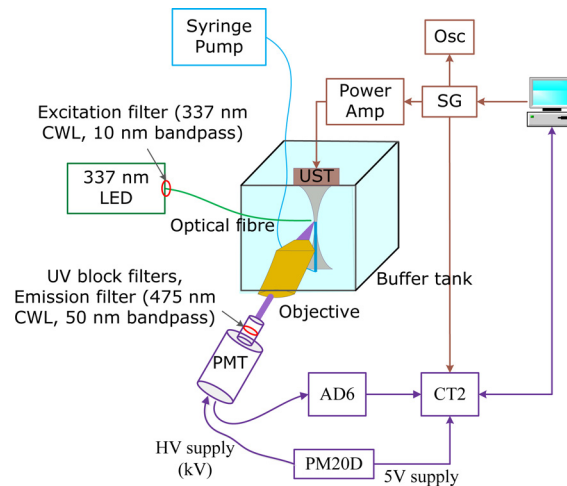 Syringe
Pump
Osc
Power
Amp
SG
Excitation filter (337 nm
CWL, 10 nm bandpass)
337 nm
LED
UST
Optical fibre
UV block filters,
Emission filter (475 nm
CWL, 50 nm bandpass)
Buffer tank
Objective
PMT
AD6
CT2
HV supply
(kV)
PM20D
5V supply